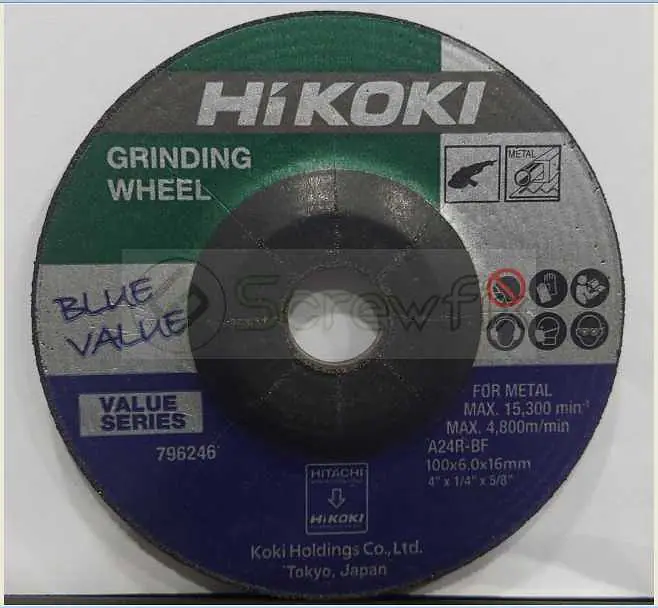 HiKOKI
GRINDING
WHEEL
METAL
BLUE
VALUE
Screwf
VALUE
SERIES
796246
FOR METAL
MAX. 15,300 min⁻¹
MAX. 4,800m/min
A24R-BF
100x6.0x16mm
4" x 1/4" x 5/8"
HITACHI
HiKOKI
Koki Holdings Co., Ltd.
Tokyo, Japan